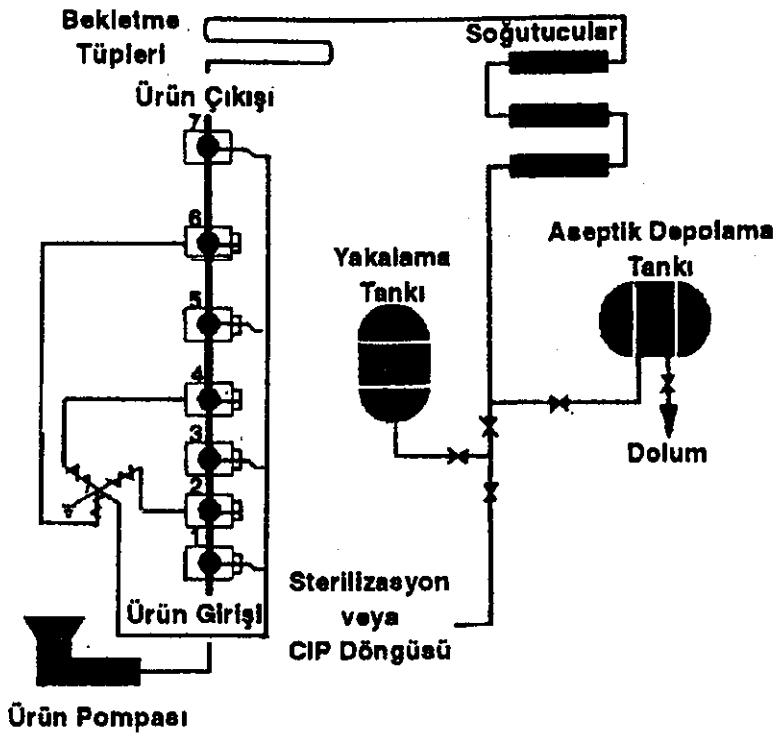 Bekletme
Tüpleri
Soğutucular
Ürün Çıkışı
7
6
5
4
3
2
1
Yakalama
Tankı
Aseptik Depolama
Tankı
Dolum
Ürün Girişi
Sterilizasyon
veya
CIP Döngüsü
Ürün Pompası